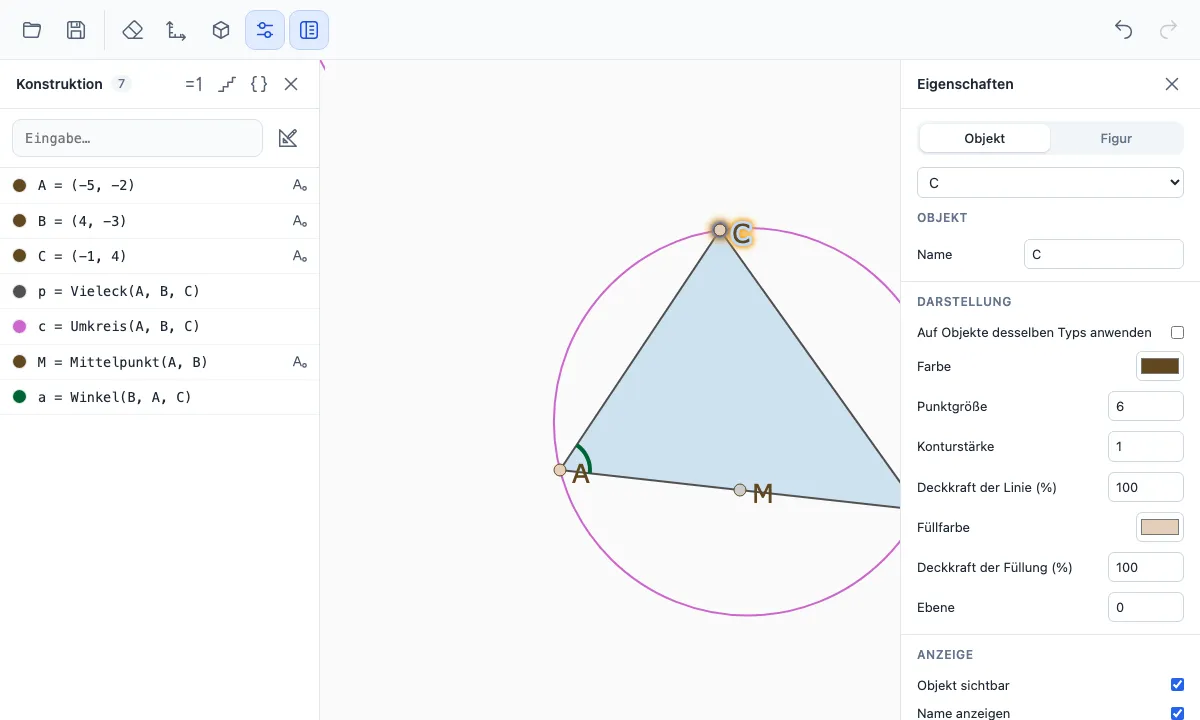 Konstruktion 7 =1 {}
Eingabe…
A = (−5, −2)
B = (4, −3)
C = (−1, 4)
p = Vieleck(A, B, C)
c = Umkreis(A, B, C)
M = Mittelpunkt(A, B)
a = Winkel(B, A, C)
C
A
M
Eigenschaften
Objekt Figur
C
OBJEKT
Name C
DARSTELLUNG
Auf Objekte desselben Typs anwenden
Farbe
Punktgröße 6
Konturstärke 1
Deckkraft der Linie (%) 100
Füllfarbe
Deckkraft der Füllung (%) 100
Ebene 0
ANZEIGE
Objekt sichtbar
Name anzeigen